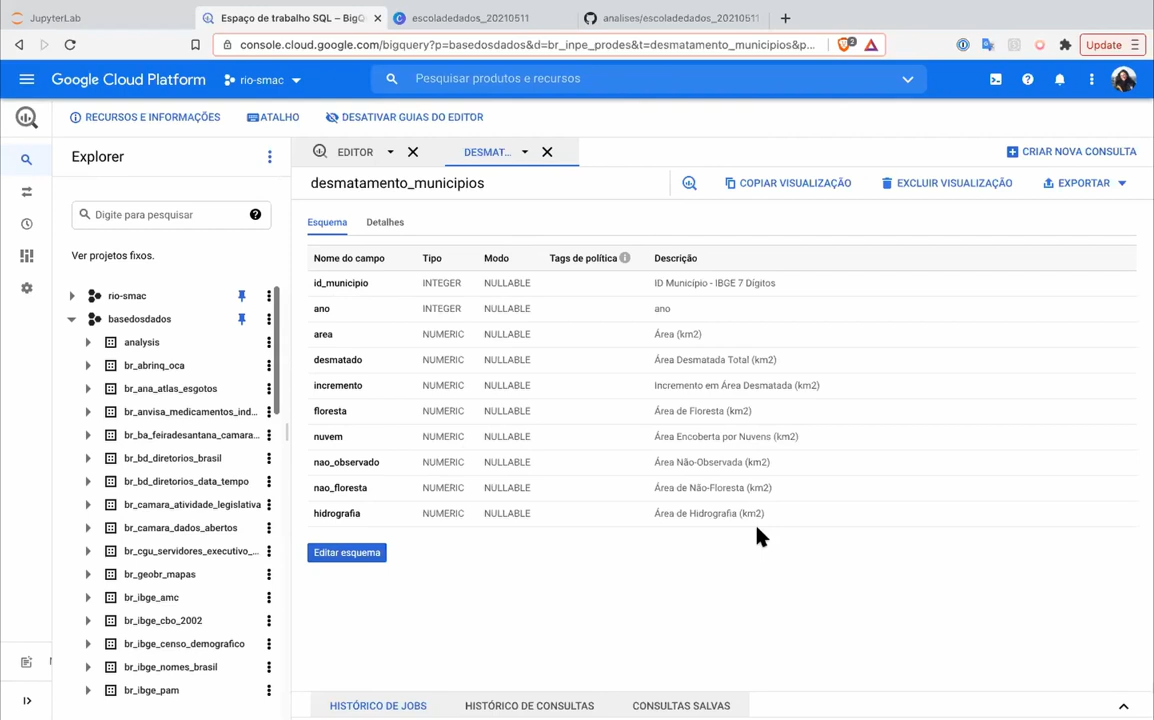 JupyterLab
Espaço de trabalho SQL – BigQ
escoladedados_20210511
analises/escoladedados_20210511
console.cloud.google.com/bigquery?p=basedosdados&d=br_inpe_prodes&t=desmatamento_municipios&p...
2
Update
Google Cloud Platform
rio-smac
Pesquisar produtos e recursos
RECURSOS E INFORMAÇÕES
ATALHO
DESATIVAR GUIAS DO EDITOR
Explorer
EDITOR
DESMAT...
CRIAR NOVA CONSULTA
desmatamento_municipios
COPIAR VISUALIZAÇÃO
EXCLUIR VISUALIZAÇÃO
EXPORTAR
Digite para pesquisar
Ver projetos fixos.
rio-smac
basedosdados
analysis
br_abrinq_oca
br_ana_atlas_esgotos
br_anvisa_medicamentos_ind...
br_ba_feiradesantana_camara...
br_bd_diretorios_brasil
br_bd_diretorios_data_tempo
br_camara_atividade_legislativa
br_camara_dados_abertos
br_cgu_servidores_executivo_...
br_geobr_mapas
br_ibge_amc
br_ibge_cbo_2002
br_ibge_censo_demografico
br_ibge_nomes_brasil
br_ibge_pam
Esquema
Detalhes
Nome do campo Tipo Modo Tags de política Descrição
id_municipio INTEGER NULLABLE ID Município - IBGE 7 Dígitos
ano INTEGER NULLABLE ano
area NUMERIC NULLABLE Área (km2)
desmatado NUMERIC NULLABLE Área Desmatada Total (km2)
incremento NUMERIC NULLABLE Incremento em Área Desmatada (km2)
floresta NUMERIC NULLABLE Área de Floresta (km2)
nuvem NUMERIC NULLABLE Área Encoberta por Nuvens (km2)
nao_observado NUMERIC NULLABLE Área Não-Observada (km2)
nao_floresta NUMERIC NULLABLE Área de Não-Floresta (km2)
hidrografia NUMERIC NULLABLE Área de Hidrografia (km2)
Editar esquema
HISTÓRICO DE JOBS
HISTÓRICO DE CONSULTAS
CONSULTAS SALVAS